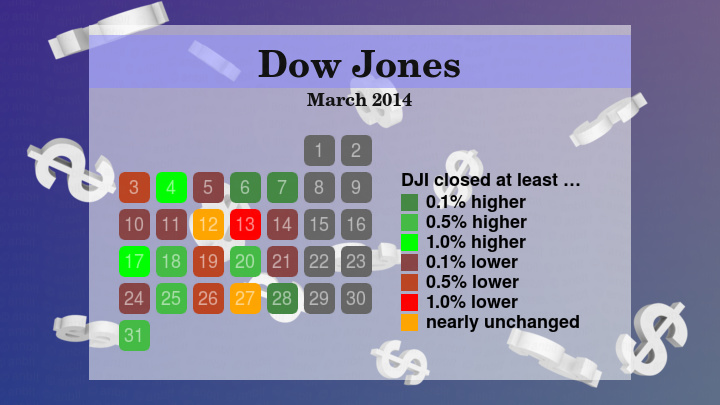 Dow Jones
March 2014
1 2
3 4 5 6 7 8 9
10 11 12 13 14 15 16
17 18 19 20 21 22 23
24 25 26 27 28 29 30
31
DJI closed at least …
0.1% higher
0.5% higher
1.0% higher
0.1% lower
0.5% lower
1.0% lower
nearly unchanged